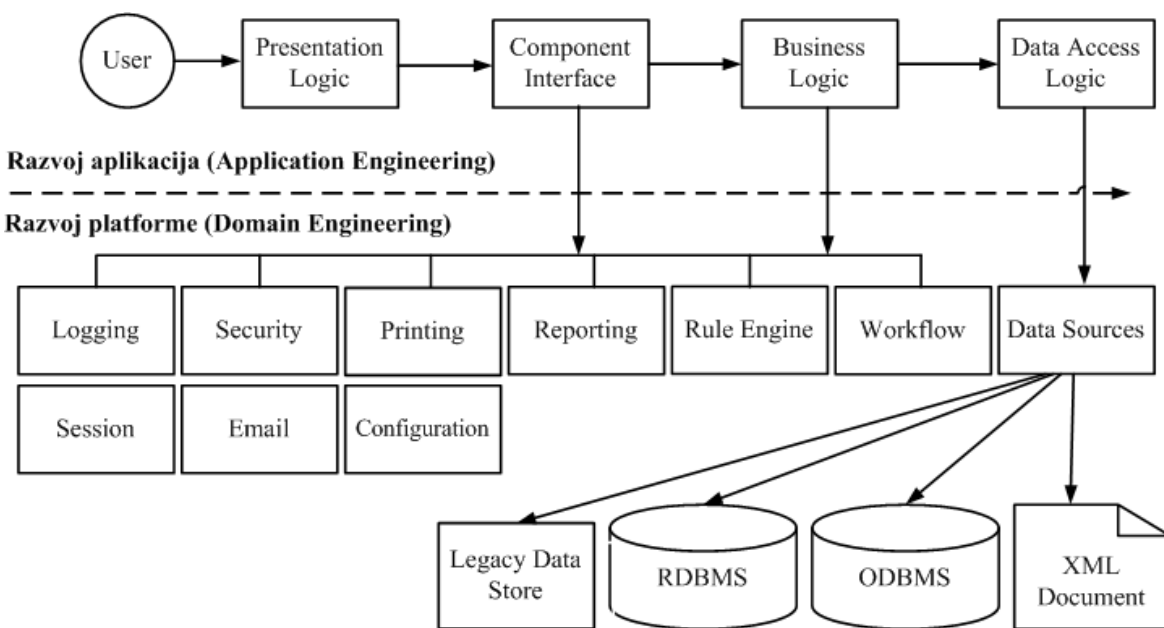 User
Presentation
Logic
Component
Interface
Business
Logic
Data Access
Logic
Razvoj aplikacija (Application Engineering)
Razvoj platforme (Domain Engineering)
Logging
Security
Printing
Reporting
Rule Engine
Workflow
Data Sources
Session
Email
Configuration
Legacy Data
Store
RDBMS
ODBMS
XML
Document